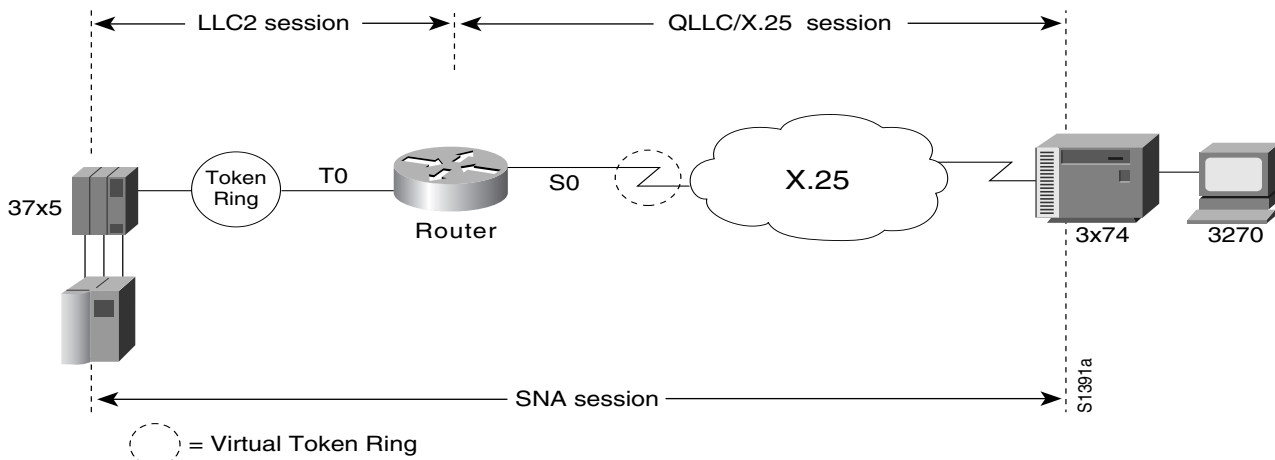 LLC2 session
QLLC/X.25 session
37x5
Token
Ring
T0
Router
S0
X.25
3x74
3270
SNA session
S1391a
= Virtual Token Ring